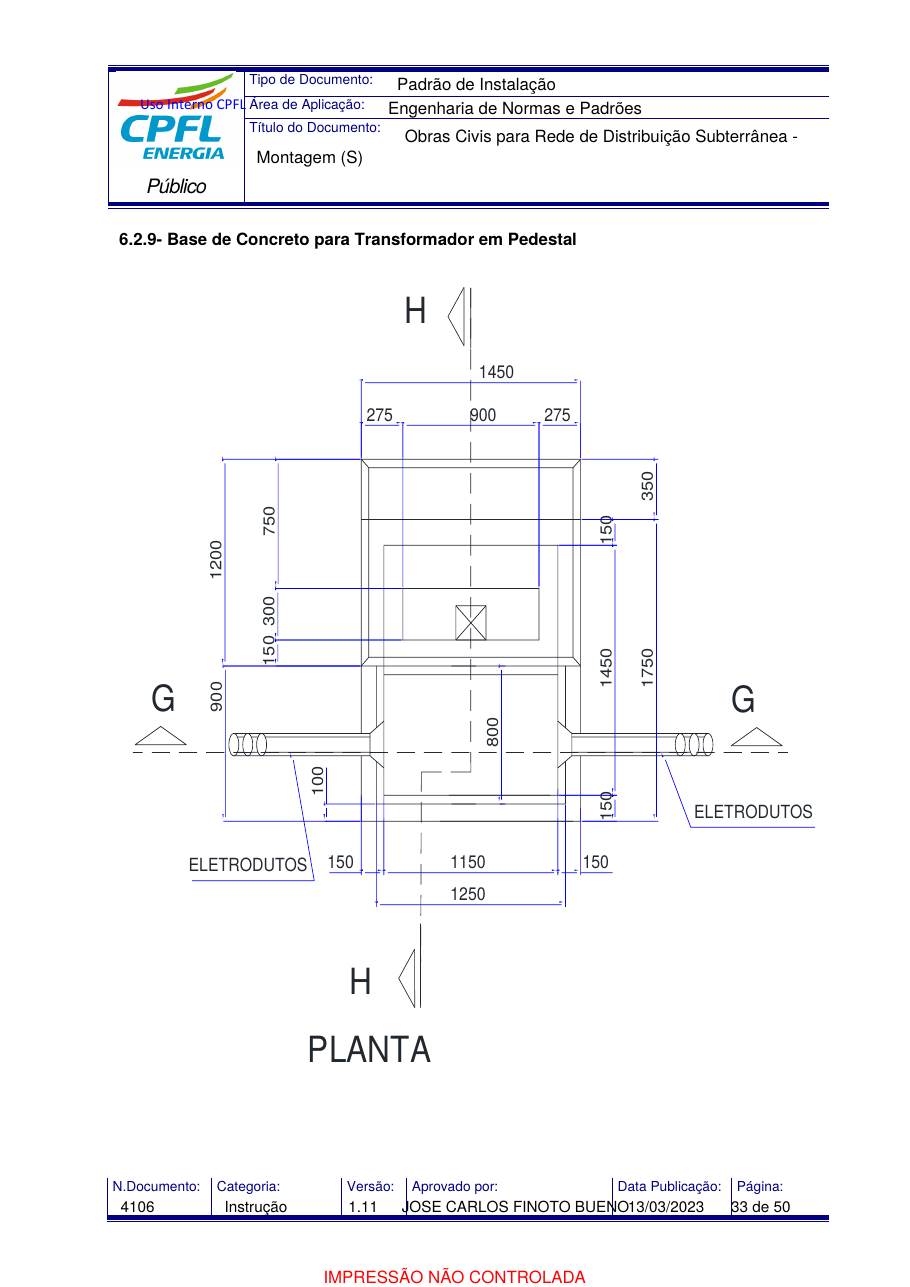 Tipo de Documento: Padrão de Instalação
Uso Interno CPFL Área de Aplicação: Engenharia de Normas e Padrões
CPFL
ENERGIA
Título do Documento: Obras Civis para Rede de Distribuição Subterrânea -
Montagem (S)
Público
6.2.9- Base de Concreto para Transformador em Pedestal
H
1450
275 900 275
350
150
750
1200
300
150
1450
1750
900
G
G
800
100
150
ELETRODUTOS
ELETRODUTOS
150 1150 150
1250
H
PLANTA
N.Documento: Categoria: Versão: Aprovado por: Data Publicação: Página:
4106 Instrução 1.11 JOSE CARLOS FINOTO BUENO 13/03/2023 33 de 50
IMPRESSÃO NÃO CONTROLADA